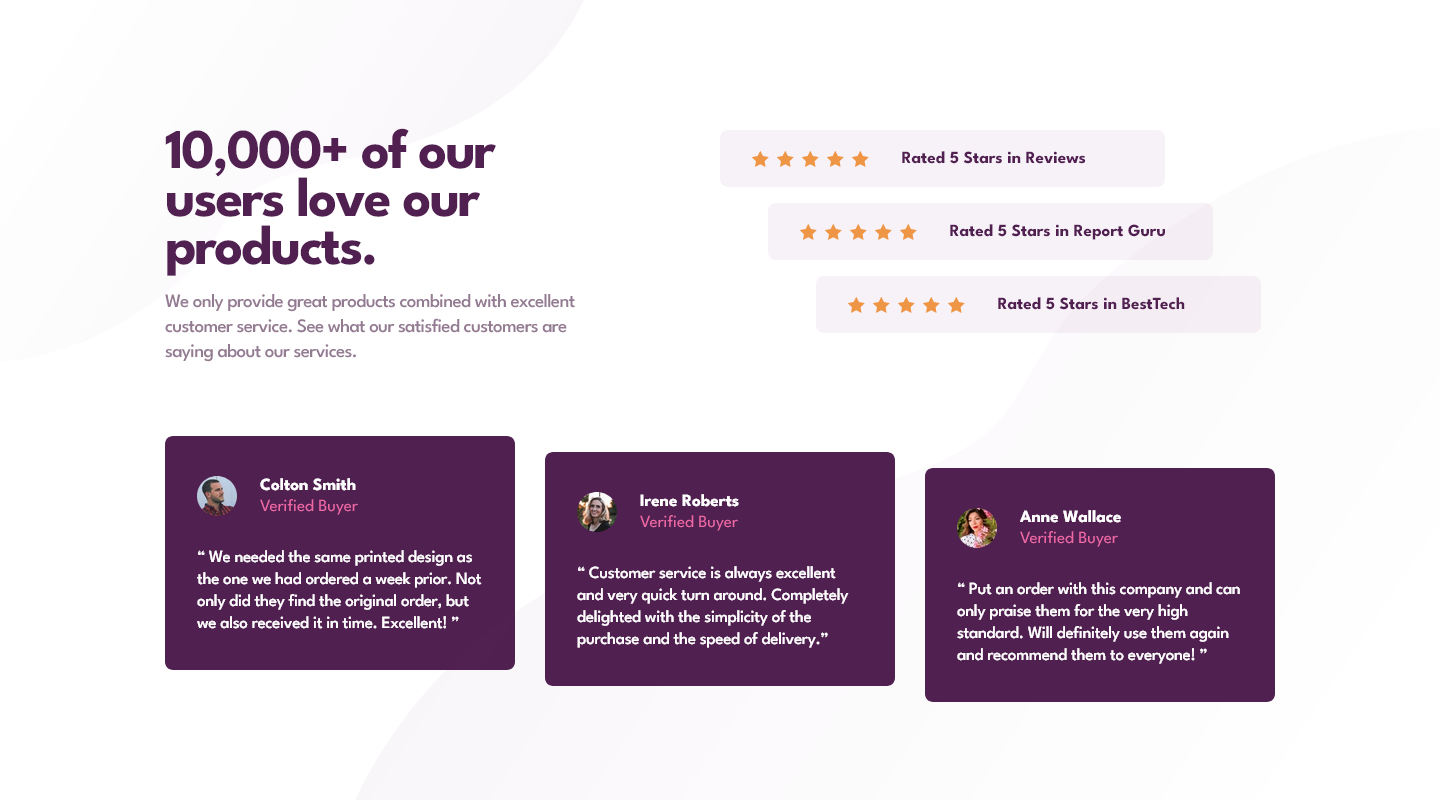 10,000+ of our
users love our
products.
We only provide great products combined with excellent
customer service. See what our satisfied customers are
saying about our services.
Rated 5 Stars in Reviews
Rated 5 Stars in Report Guru
Rated 5 Stars in BestTech
Colton Smith
Verified Buyer
“ We needed the same printed design as
the one we had ordered a week prior. Not
only did they find the original order, but
we also received it in time. Excellent! ”
Irene Roberts
Verified Buyer
“ Customer service is always excellent
and very quick turn around. Completely
delighted with the simplicity of the
purchase and the speed of delivery.”
Anne Wallace
Verified Buyer
“ Put an order with this company and can
only praise them for the very high
standard. Will definitely use them again
and recommend them to everyone! ”